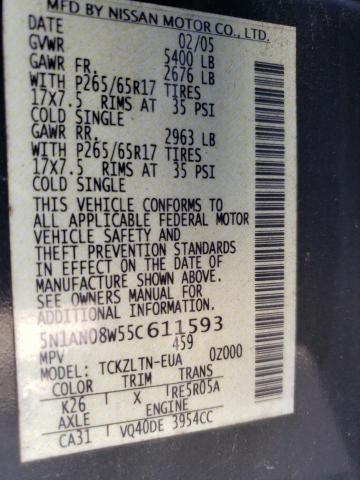 MFD BY NISSAN MOTOR CO., LTD.
DATE 02/05
GVWR 5400 LB
GAWR FR. 2676 LB
WITH P265/65R17 TIRES
17X7.5 RIMS AT 35 PSI
COLD SINGLE
GAWR RR. 2963 LB
WITH P265/65R17 TIRES
17X7.5 RIMS AT 35 PSI
COLD SINGLE
THIS VEHICLE CONFORMS TO
ALL APPLICABLE FEDERAL MOTOR
VEHICLE SAFETY AND
THEFT PREVENTION STANDARDS
IN EFFECT ON THE DATE OF
MANUFACTURE SHOWN ABOVE.
SEE OWNERS MANUAL FOR
ADDITIONAL INFORMATION.
5N1AN08W55C611593
MPV 459
MODEL: TCKZLTN-EUA 0Z000
COLOR TRIM TRANS
K26 X RE5R05A
AXLE ENGINE
CA31 VQ40DE 3954CC